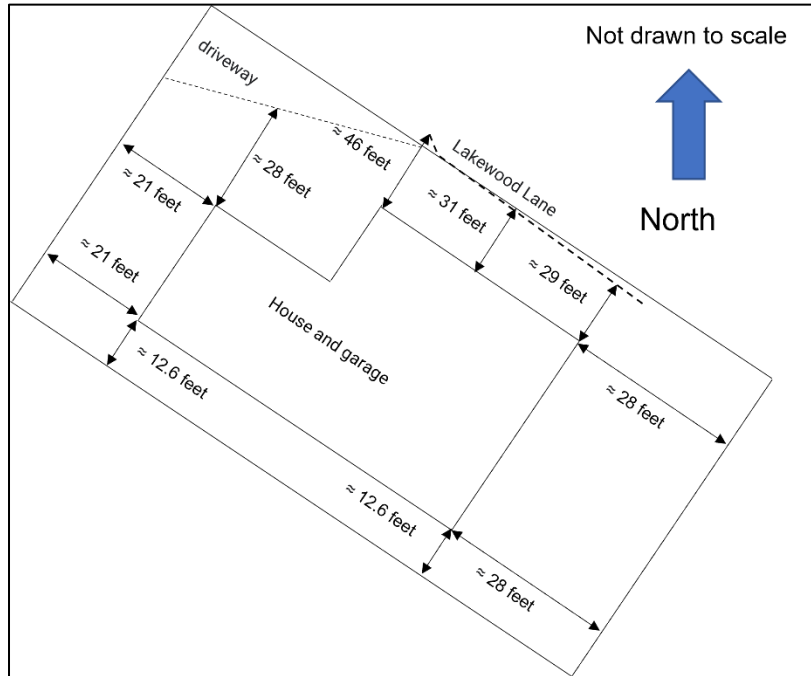 Not drawn to scale
North
driveway
Lakewood Lane
≈ 46 feet
≈ 28 feet
≈ 21 feet
≈ 31 feet
≈ 21 feet
≈ 29 feet
House and garage
≈ 12.6 feet
≈ 28 feet
≈ 12.6 feet
≈ 28 feet